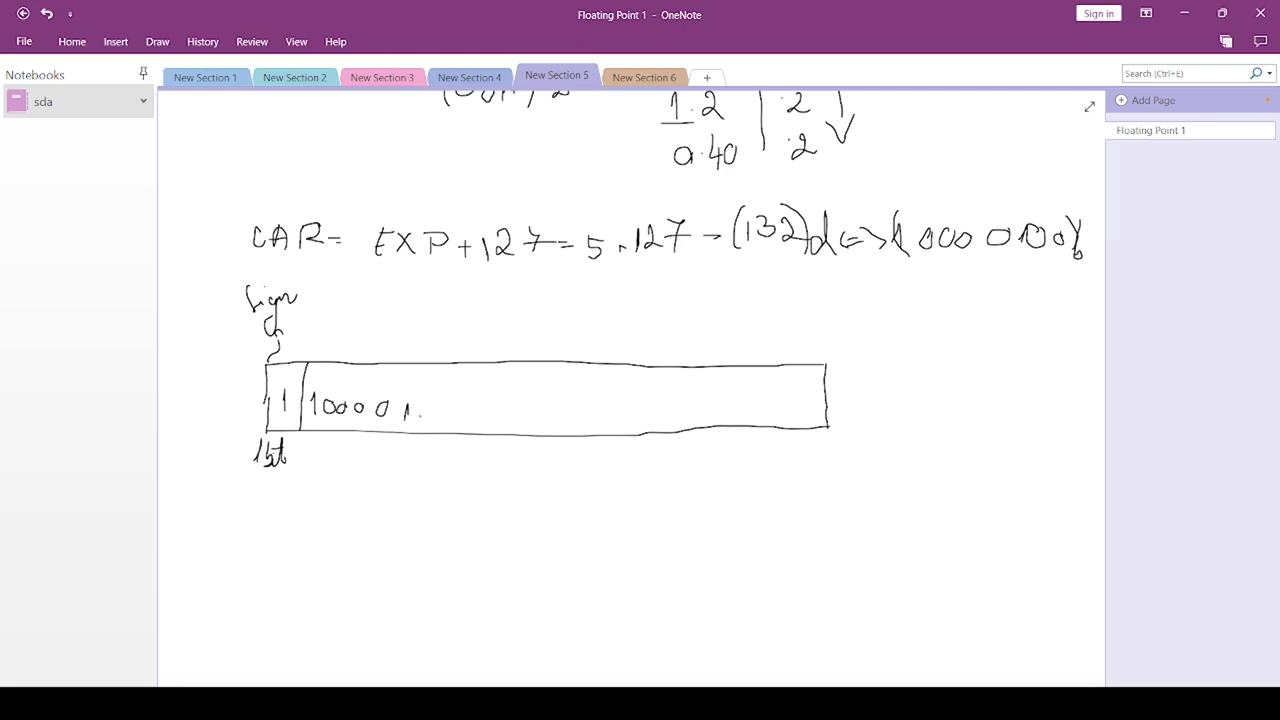 Floating Point 1 - OneNote
Sign in
File Home Insert Draw History Review View Help
Notebooks
sda
New Section 1 New Section 2 New Section 3 New Section 4 New Section 5 New Section 6 +
Search (Ctrl+E)
Add Page
Floating Point 1
1.2 | .2
0.40 | .2
CAR= EXP+127= 5.127 - (132)d => (10000100)b
Sign
1 | 10000 1
1bit